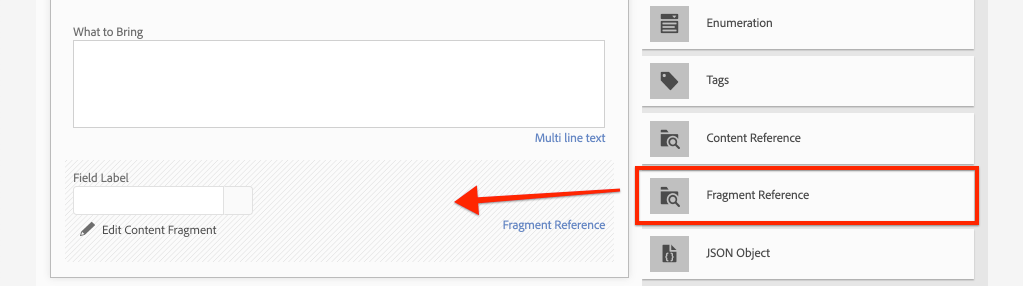 What to Bring
Multi line text
Field Label
Edit Content Fragment
Fragment Reference
Enumeration
Tags
Content Reference
Fragment Reference
JSON Object